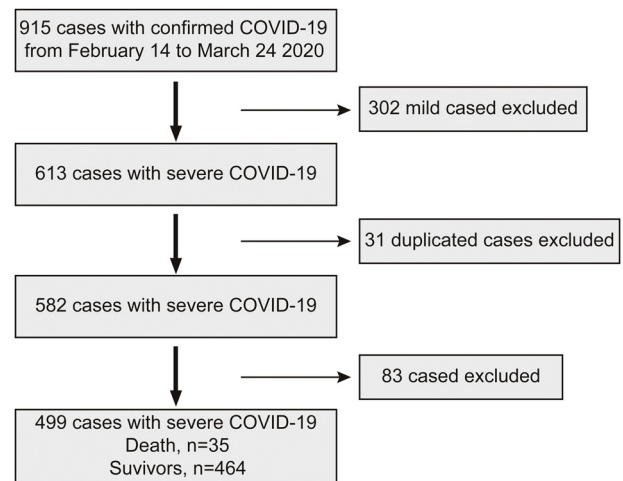 915 cases with confirmed COVID-19
from February 14 to March 24 2020
302 mild cased excluded
613 cases with severe COVID-19
31 duplicated cases excluded
582 cases with severe COVID-19
83 cased excluded
499 cases with severe COVID-19
Death, n=35
Suvivors, n=464